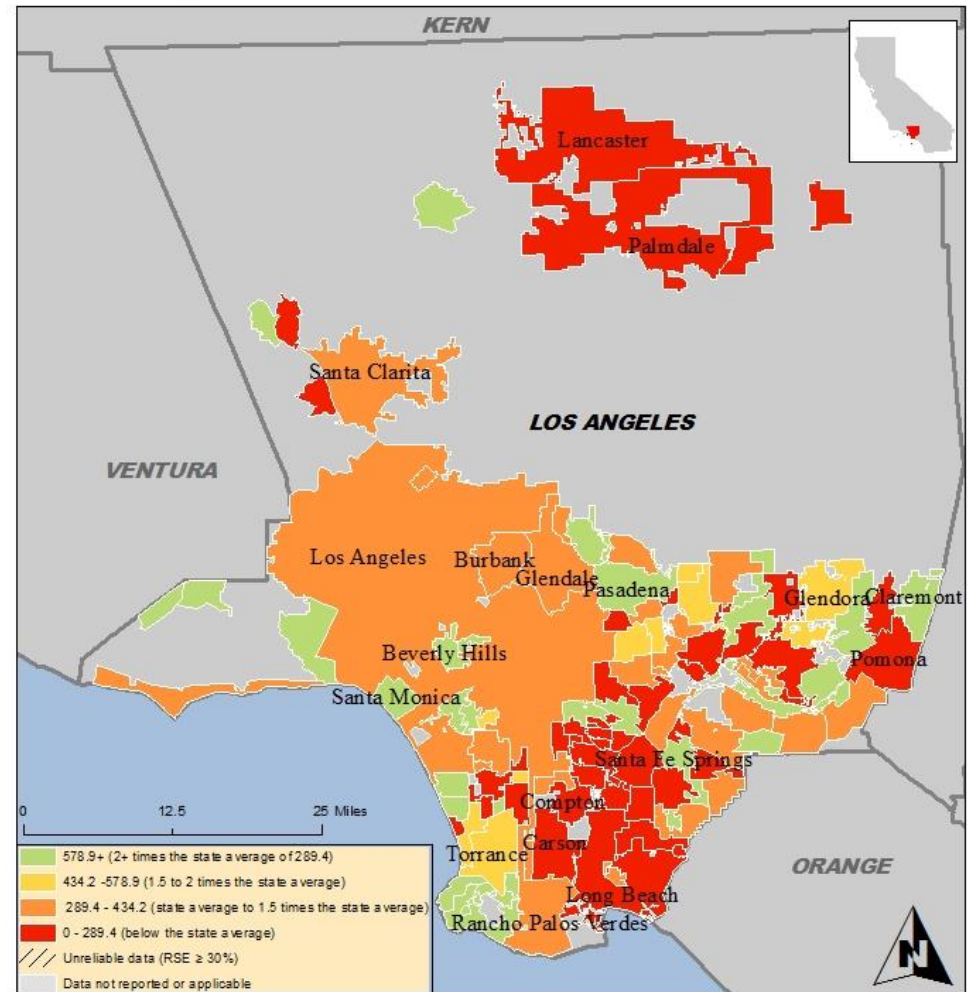 KERN
Lancaster
Palmdale
Santa Clarita
LOS ANGELES
VENTURA
Los Angeles
Burbank
Glendale
Pasadena
Glendora
Claremont
Beverly Hills
Pomona
Santa Monica
Santa Fe Springs
0 12.5 25 Miles
Compton
Carson
Torrance
ORANGE
Long Beach
Rancho Palos Verdes
578.9+ (2+ times the state average of 289.4)
434.2 -578.9 (1.5 to 2 times the state average)
289.4 - 434.2 (state average to 1.5 times the state average)
0 - 289.4 (below the state average)
Unreliable data (RSE ≥ 30%)
Data not reported or applicable
N